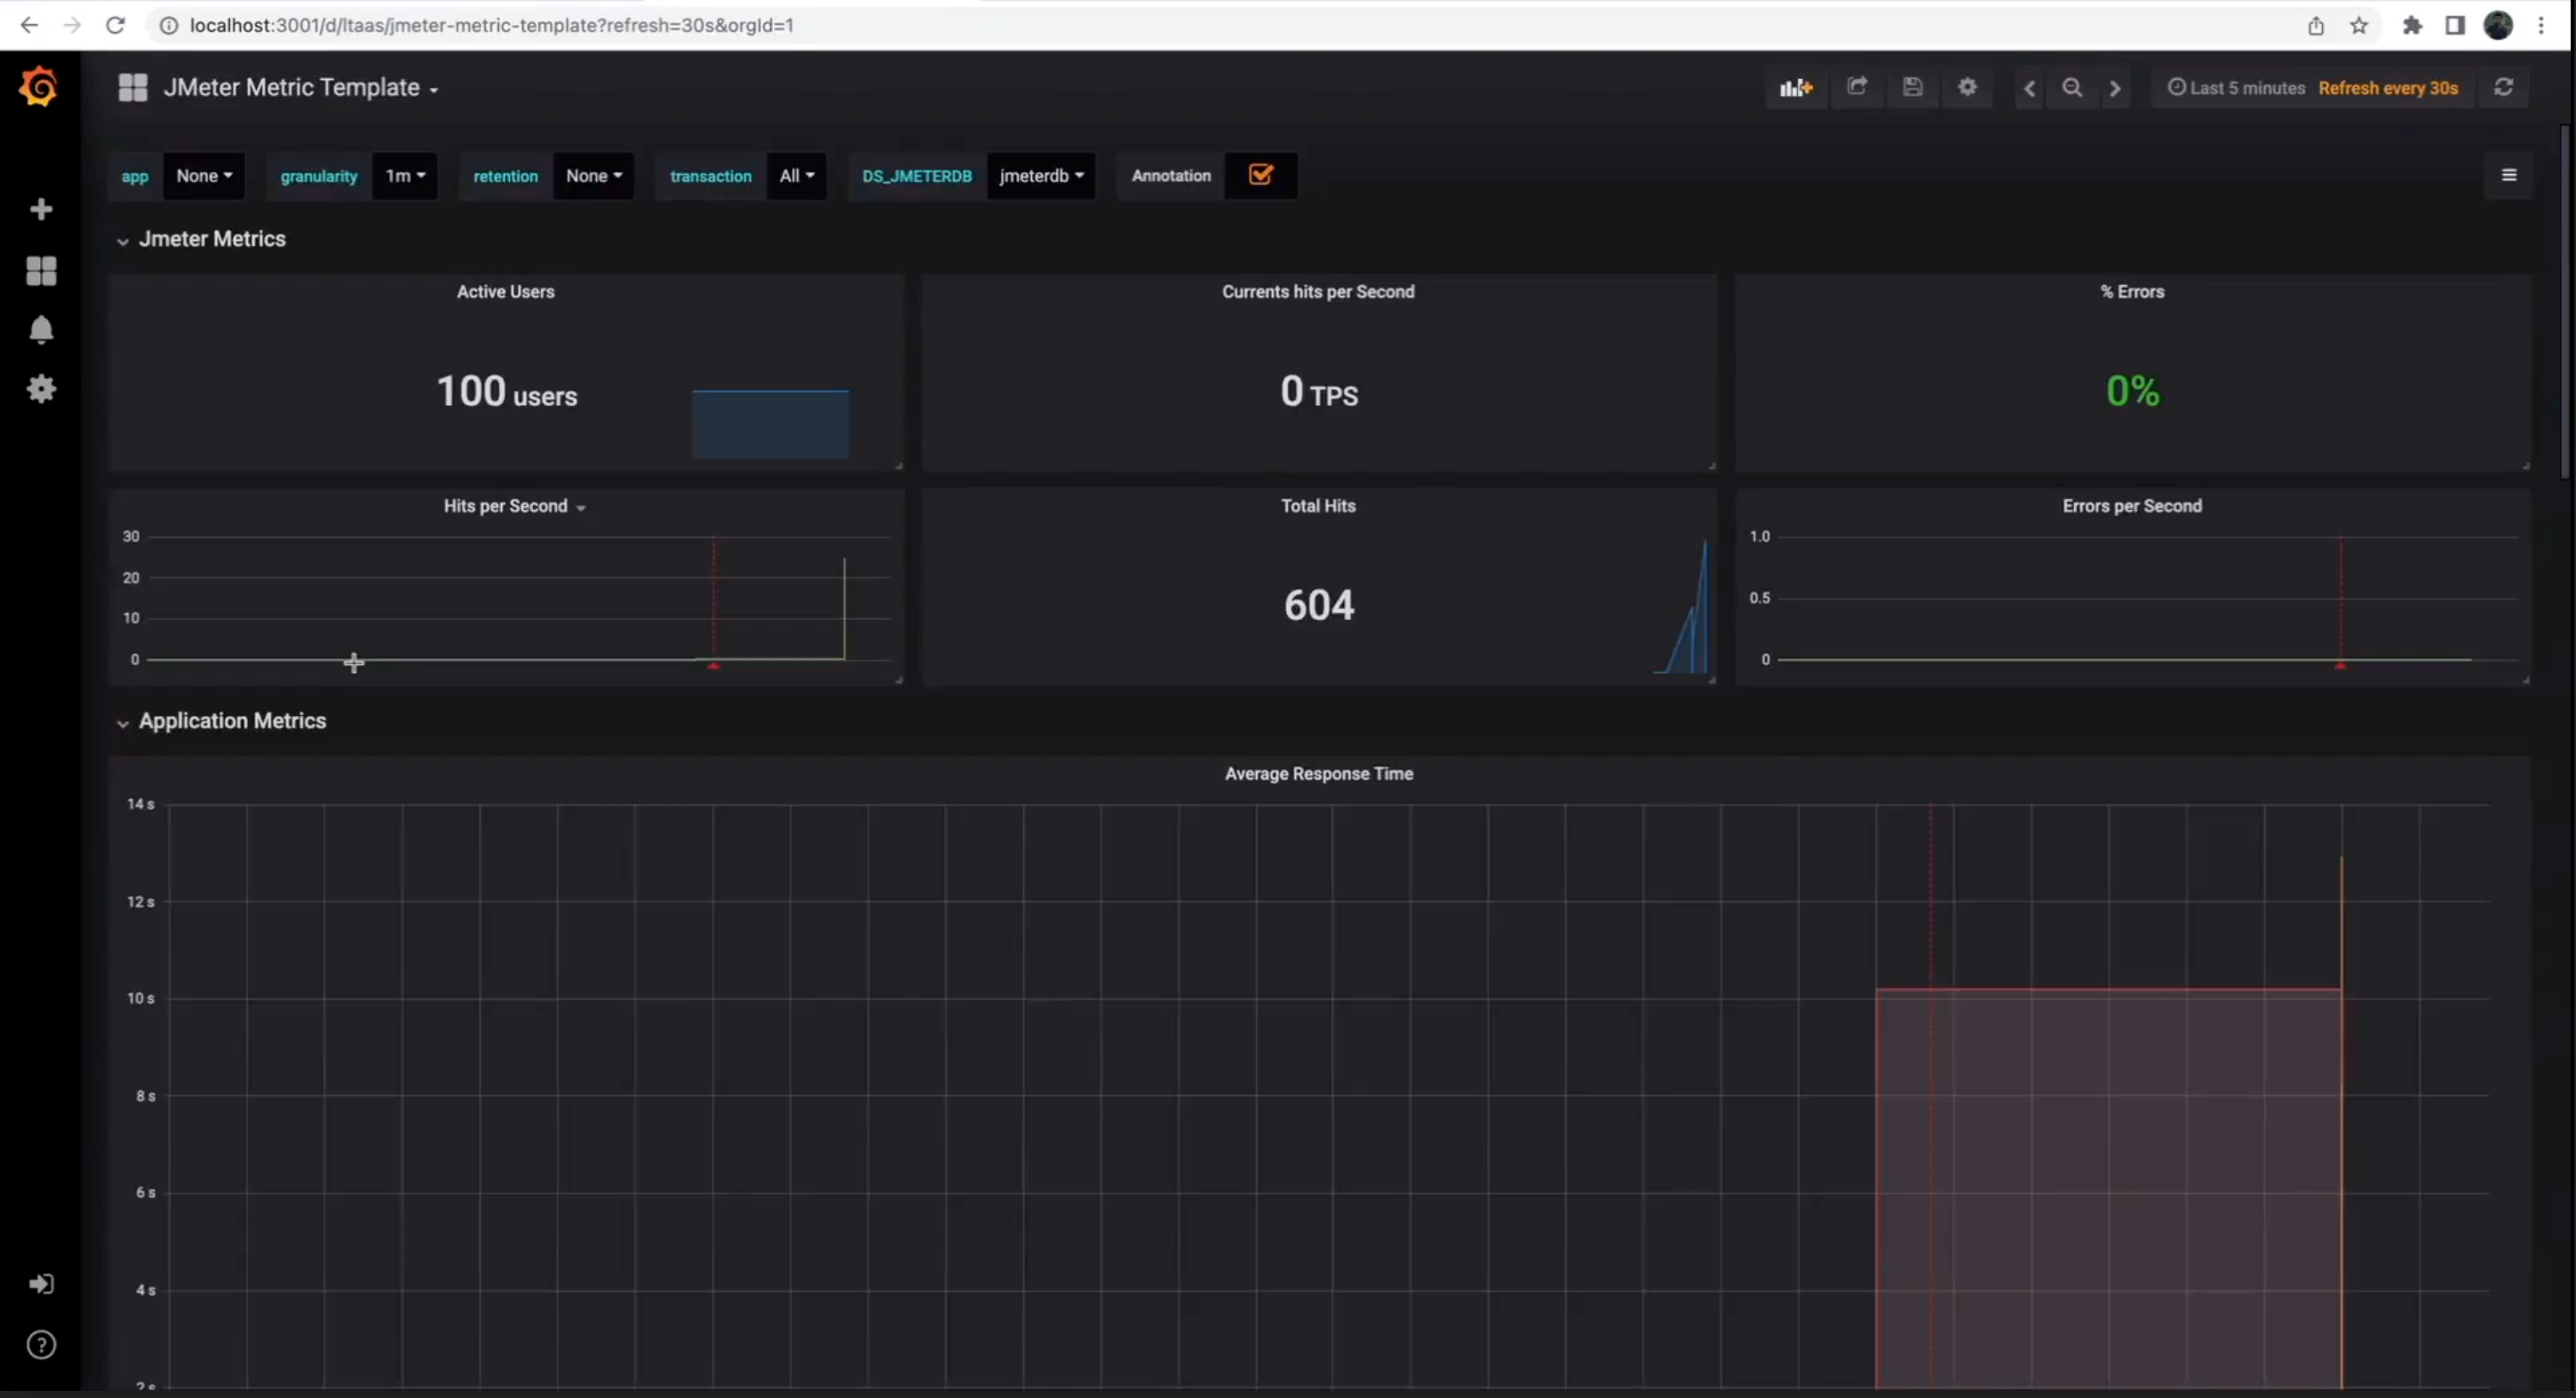 localhost:3001/d/ltaas/jmeter-metric-template?refresh=30s&orgId=1
JMeter Metric Template
Last 5 minutes Refresh every 30s
app None granularity 1m retention None transaction All DS_JMETERDB jmeterdb Annotation
Jmeter Metrics
Active Users
100 users
Currents hits per Second
0 TPS
% Errors
0%
Hits per Second
30
20
10
0
Total Hits
604
Errors per Second
1.0
0.5
0
Application Metrics
Average Response Time
14 s
12 s
10 s
8 s
6 s
4 s
2 s